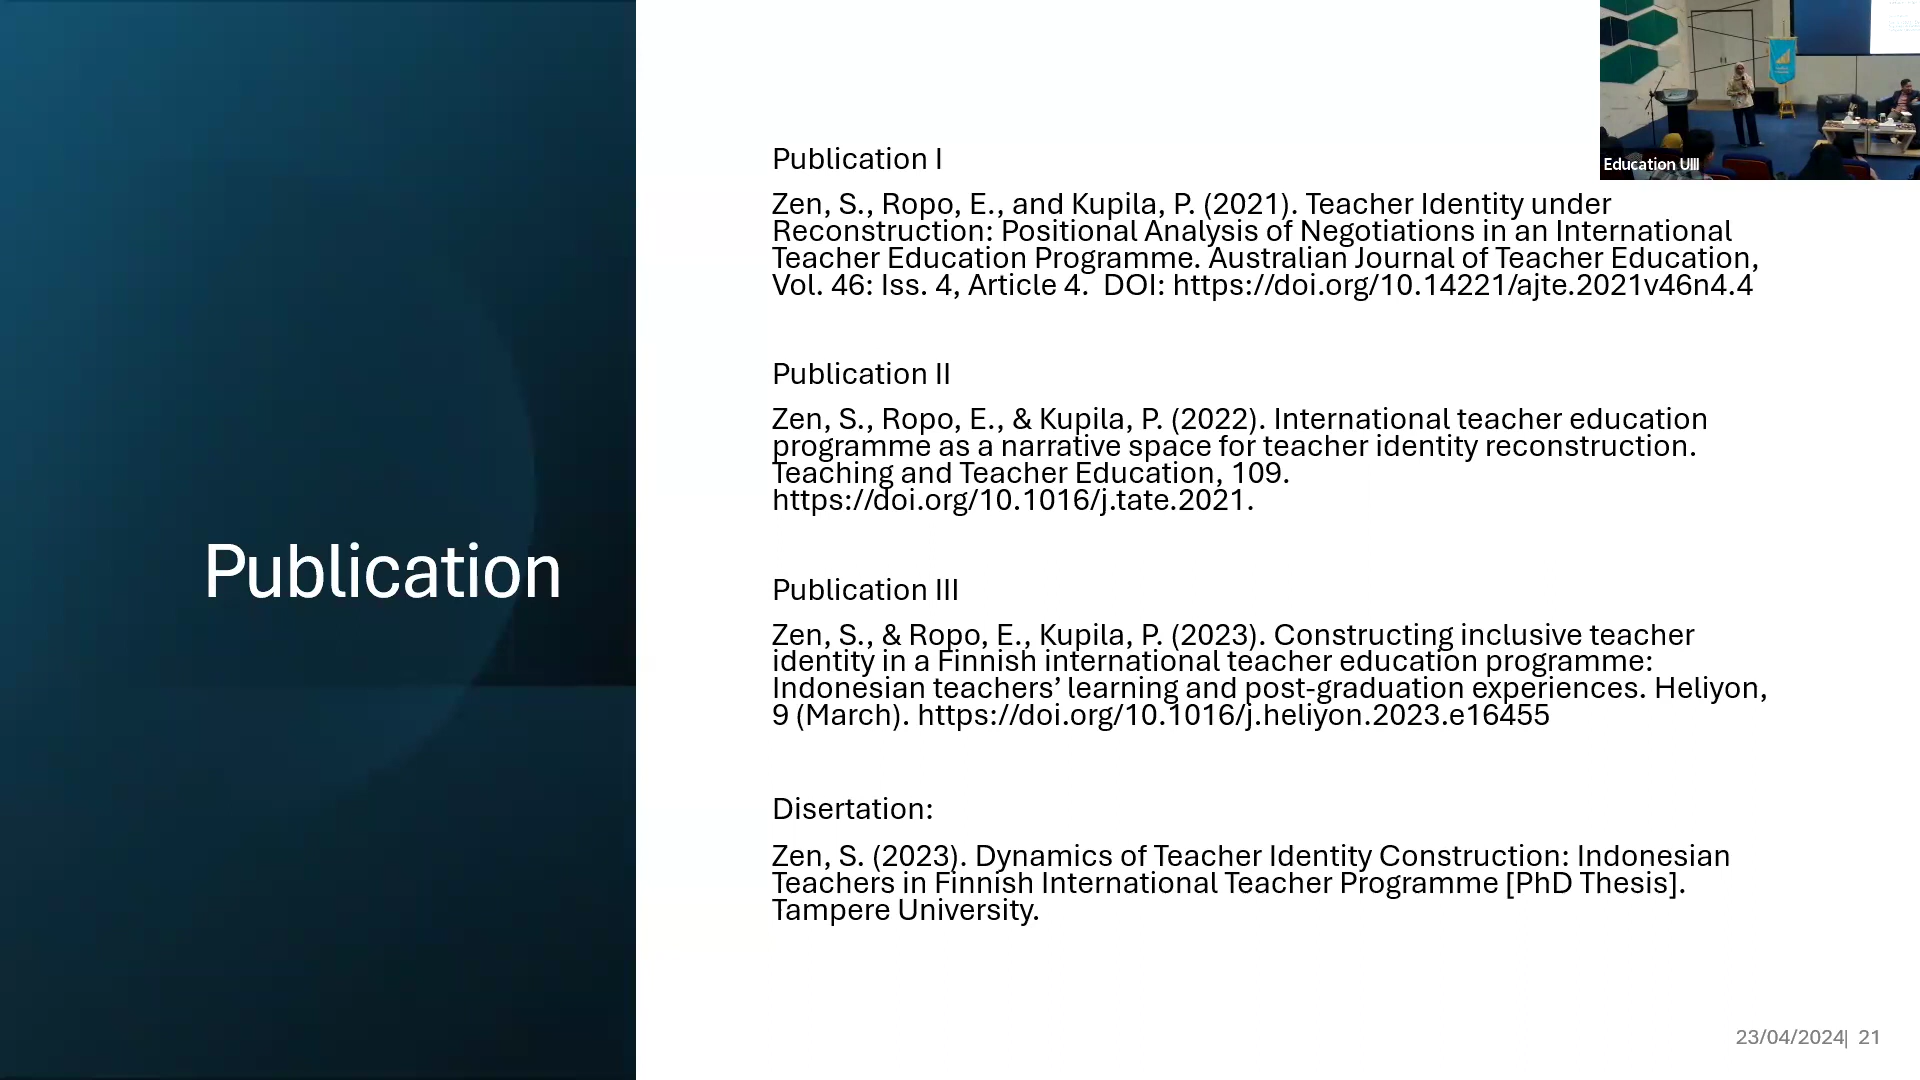 Publication
Publication I
Zen, S., Ropo, E., and Kupila, P. (2021). Teacher Identity under
Reconstruction: Positional Analysis of Negotiations in an International
Teacher Education Programme. Australian Journal of Teacher Education,
Vol. 46: Iss. 4, Article 4.  DOI: https://doi.org/10.14221/ajte.2021v46n4.4
Publication II
Zen, S., Ropo, E., & Kupila, P. (2022). International teacher education
programme as a narrative space for teacher identity reconstruction.
Teaching and Teacher Education, 109.
https://doi.org/10.1016/j.tate.2021.
Publication III
Zen, S., & Ropo, E., Kupila, P. (2023). Constructing inclusive teacher
identity in a Finnish international teacher education programme:
Indonesian teachers’ learning and post-graduation experiences. Heliyon,
9 (March). https://doi.org/10.1016/j.heliyon.2023.e16455
Disertation:
Zen, S. (2023). Dynamics of Teacher Identity Construction: Indonesian
Teachers in Finnish International Teacher Programme [PhD Thesis].
Tampere University.
Education UIII
23/04/2024| 21